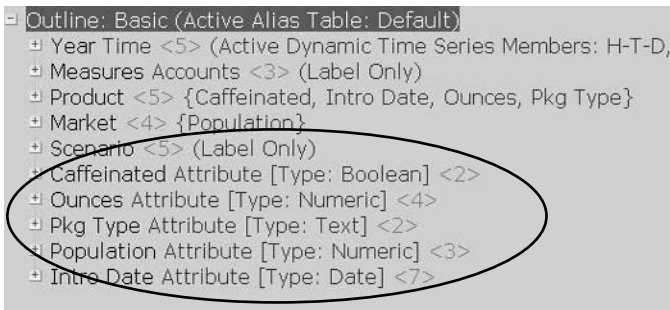 Outline: Basic (Active Alias Table: Default)
Year Time <5> (Active Dynamic Time Series Members: H-T-D,
Measures Accounts <3> (Label Only)
Product <5> {Caffeinated, Intro Date, Ounces, Pkg Type}
Market <4> {Population}
Scenario <5> (Label Only)
Caffeinated Attribute [Type: Boolean] <2>
Ounces Attribute [Type: Numeric] <4>
Pkg Type Attribute [Type: Text] <2>
Population Attribute [Type: Numeric] <3>
Intro Date Attribute [Type: Date] <7>